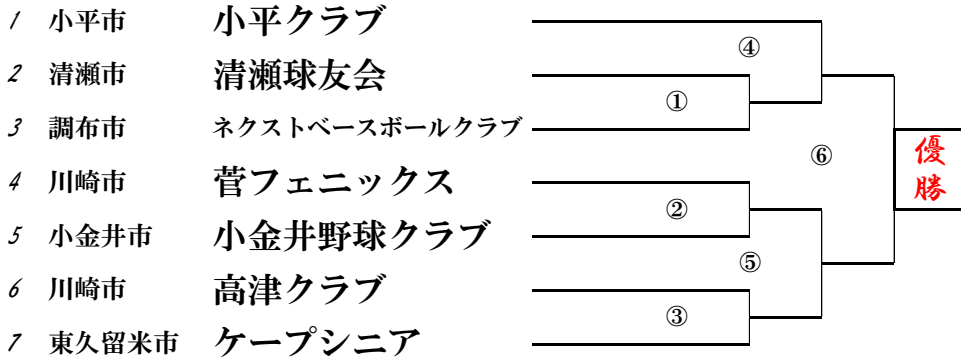 1 小平市 小平クラブ
④
2 清瀬市 清瀬球友会
①
3 調布市 ネクストベースボールクラブ
⑥
優勝
4 川崎市 菅フェニックス
②
5 小金井市 小金井野球クラブ
⑤
6 川崎市 高津クラブ
③
7 東久留米市 ケープシニア